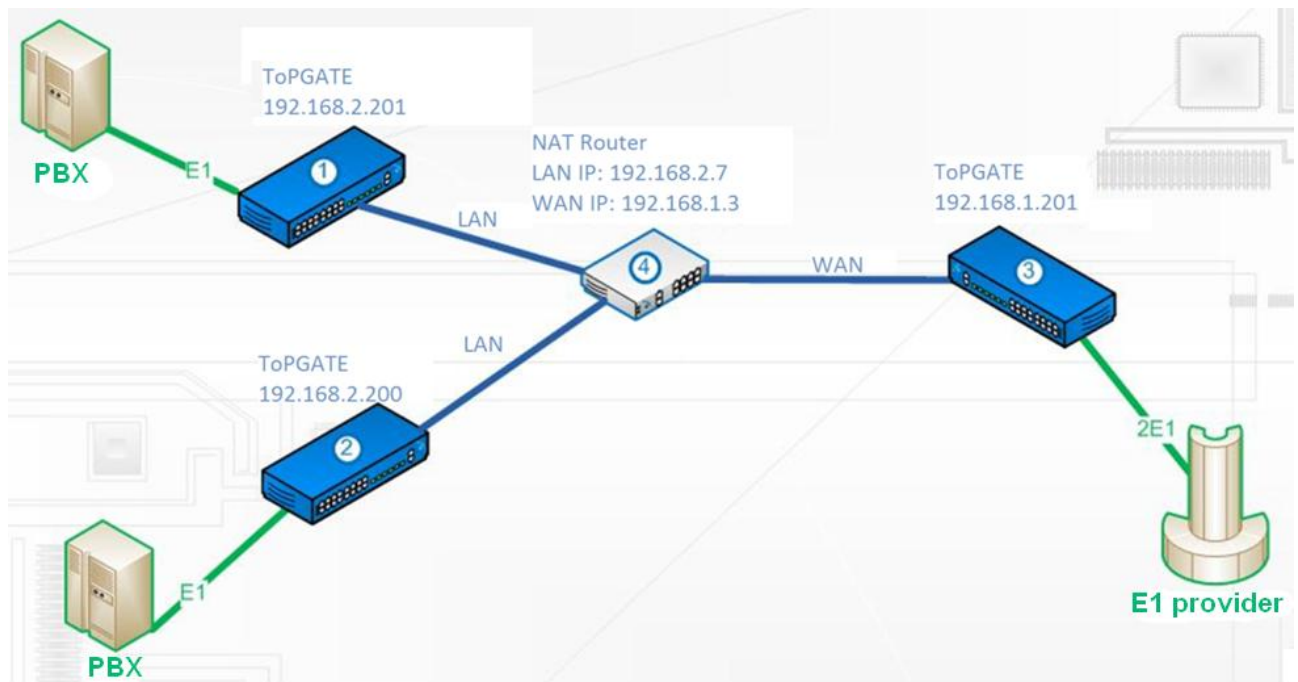 ToPGATE
192.168.2.201
PBX
E1
1
LAN
NAT Router
LAN IP: 192.168.2.7
WAN IP: 192.168.1.3
4
WAN
ToPGATE
192.168.1.201
3
LAN
ToPGATE
192.168.2.200
2
E1
PBX
2E1
E1 provider